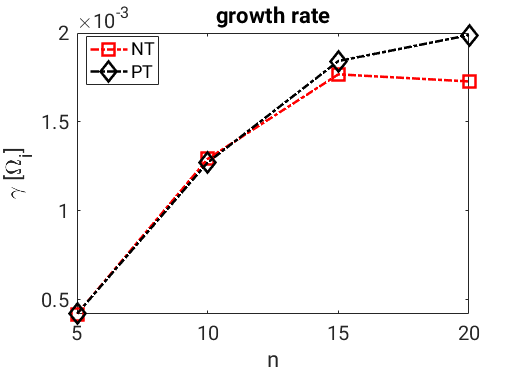 growth rate
×10⁻³
2
1.5
1
0.5
γ [Ωᵢ]
NT
PT
5 10 15 20
n